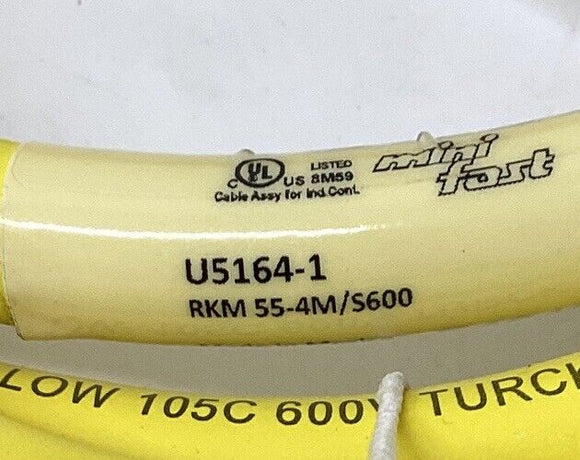 c UL US LISTED 8M59
Cable Assy for Ind.Cont.
mini fast
U5164-1
RKM 55-4M/S600
LOW 105C 600V TURCK